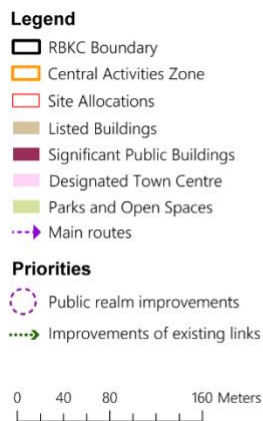 Legend
RBKC Boundary
Central Activities Zone
Site Allocations
Listed Buildings
Significant Public Buildings
Designated Town Centre
Parks and Open Spaces
Main routes
Priorities
Public realm improvements
Improvements of existing links
0 40 80 160 Meters